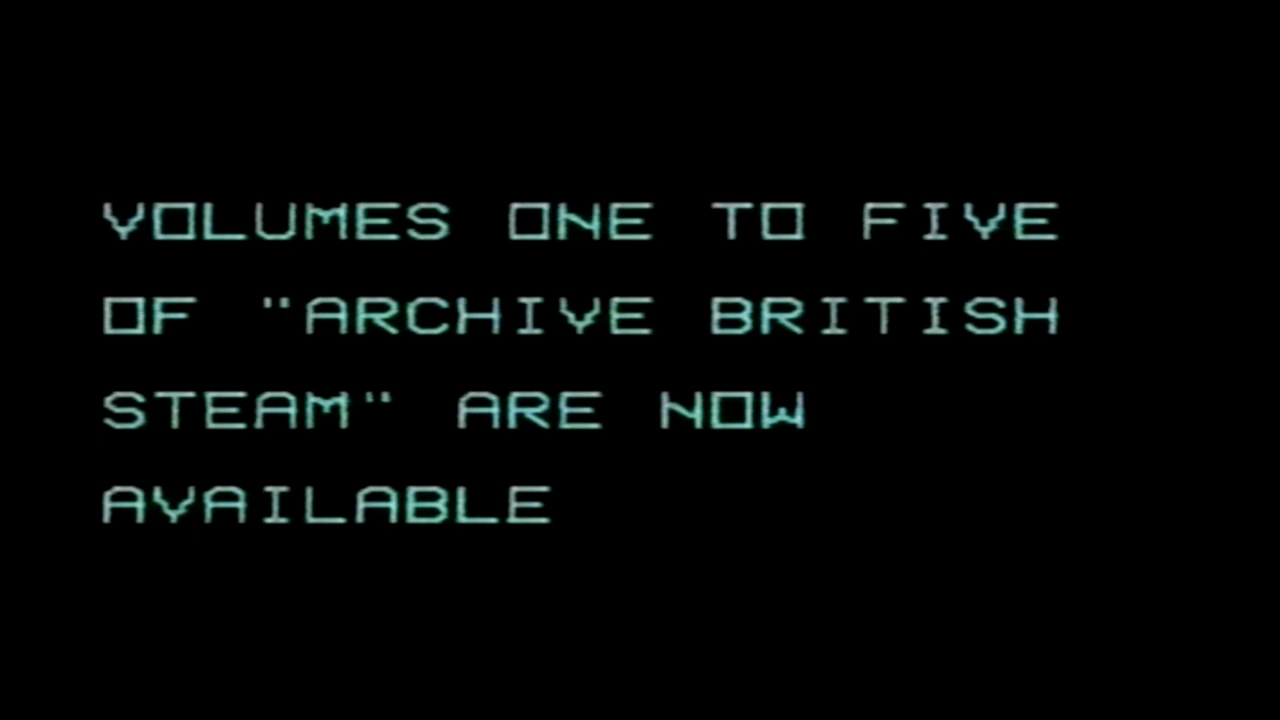 VOLUMES ONE TO FIVE
OF "ARCHIVE BRITISH
STEAM" ARE NOW
AVAILABLE